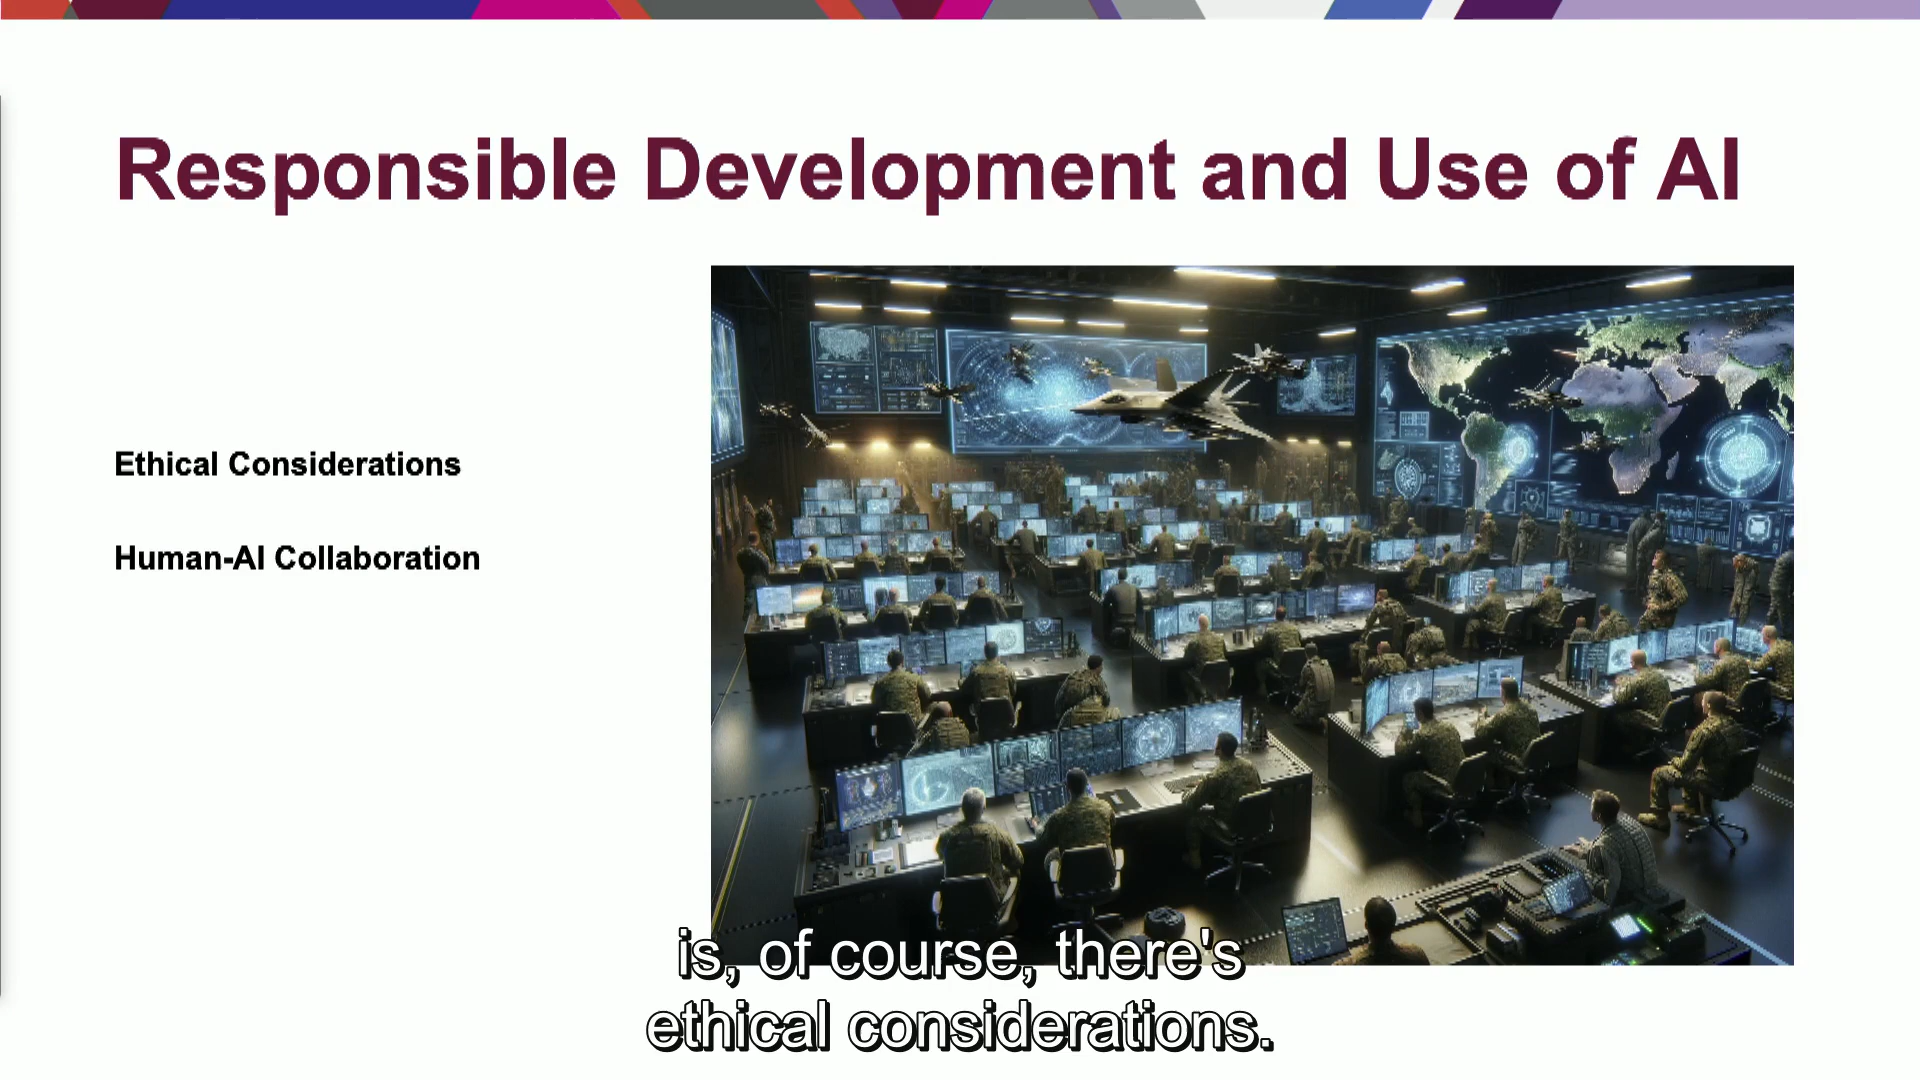 Responsible Development and Use of AI
Ethical Considerations
Human-AI Collaboration
is, of course, there's
ethical considerations.